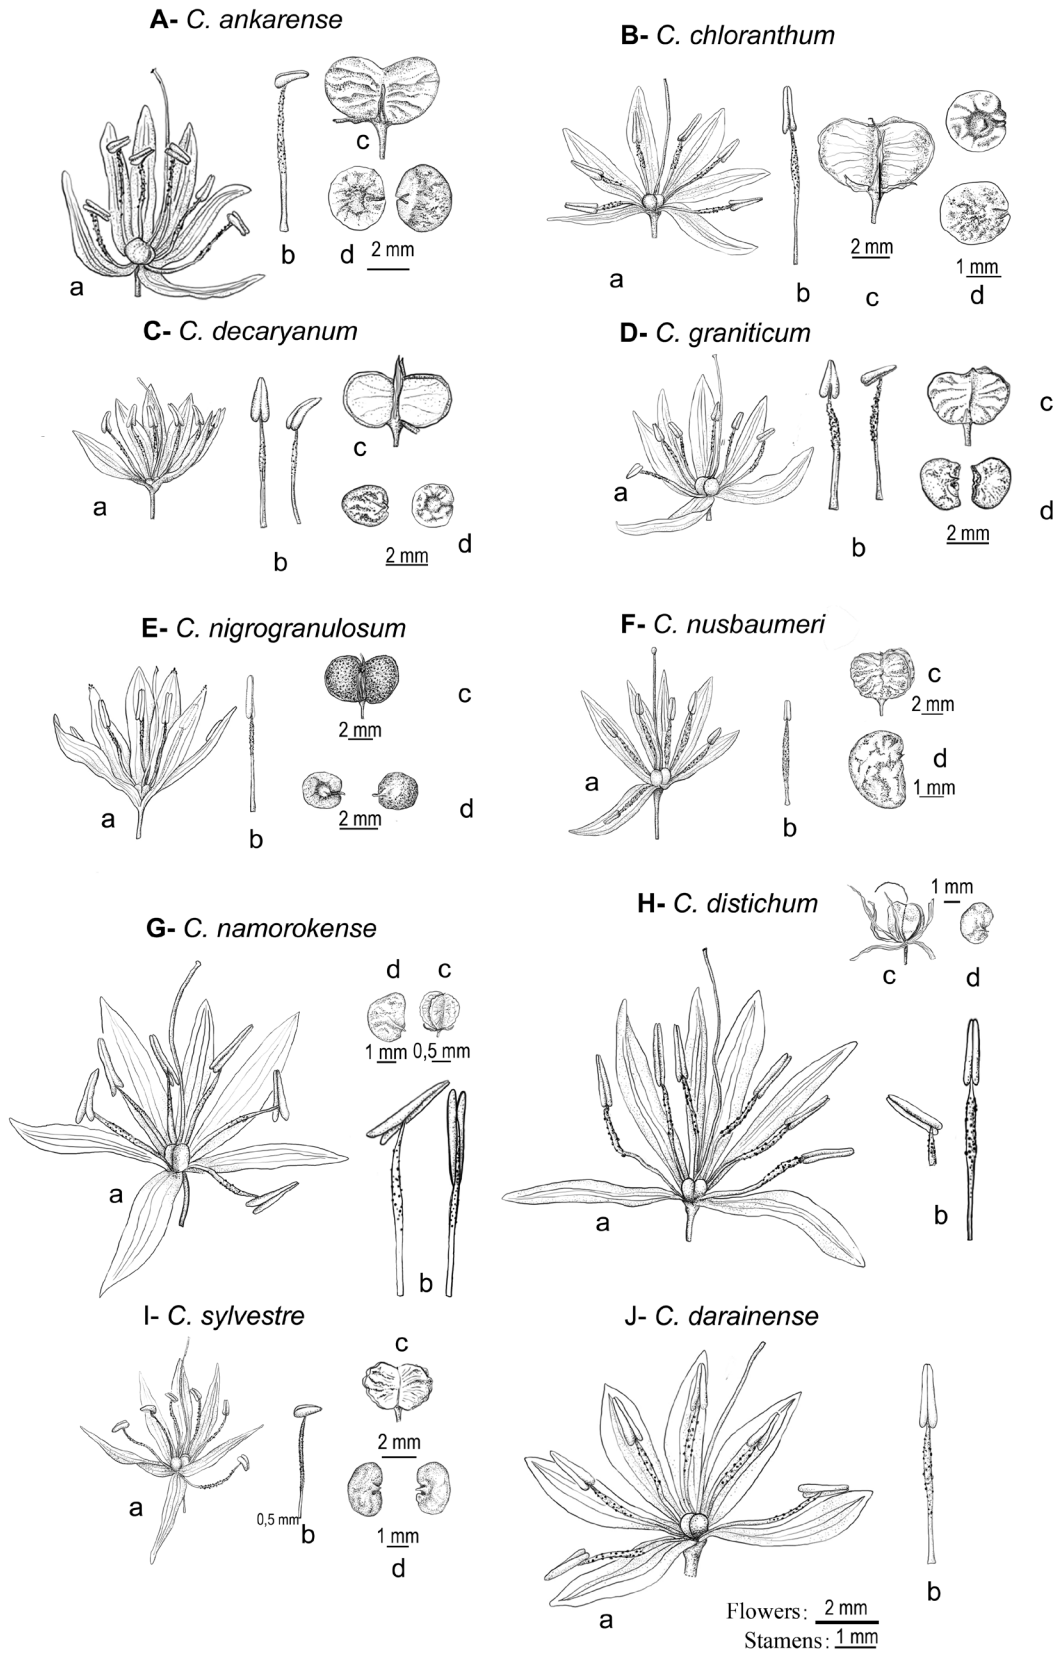 A- C. ankarense
a
b
c
d
2 mm
B- C. chloranthum
a
b
2 mm
c
1 mm
d
C- C. decaryanum
a
b
c
2 mm
d
D- C. graniticum
a
b
c
2 mm
d
E- C. nigrogranulosum
a
b
c
2 mm
2 mm
d
F- C. nusbaumeri
a
b
c
2 mm
d
1 mm
G- C. namorokense
d c
1 mm 0,5 mm
a
b
H- C. distichum
1 mm
c
d
a
b
I- C. sylvestre
c
2 mm
a
0,5 mm
b
1 mm
d
J- C. darainense
a
b
Flowers: 2 mm
Stamens: 1 mm